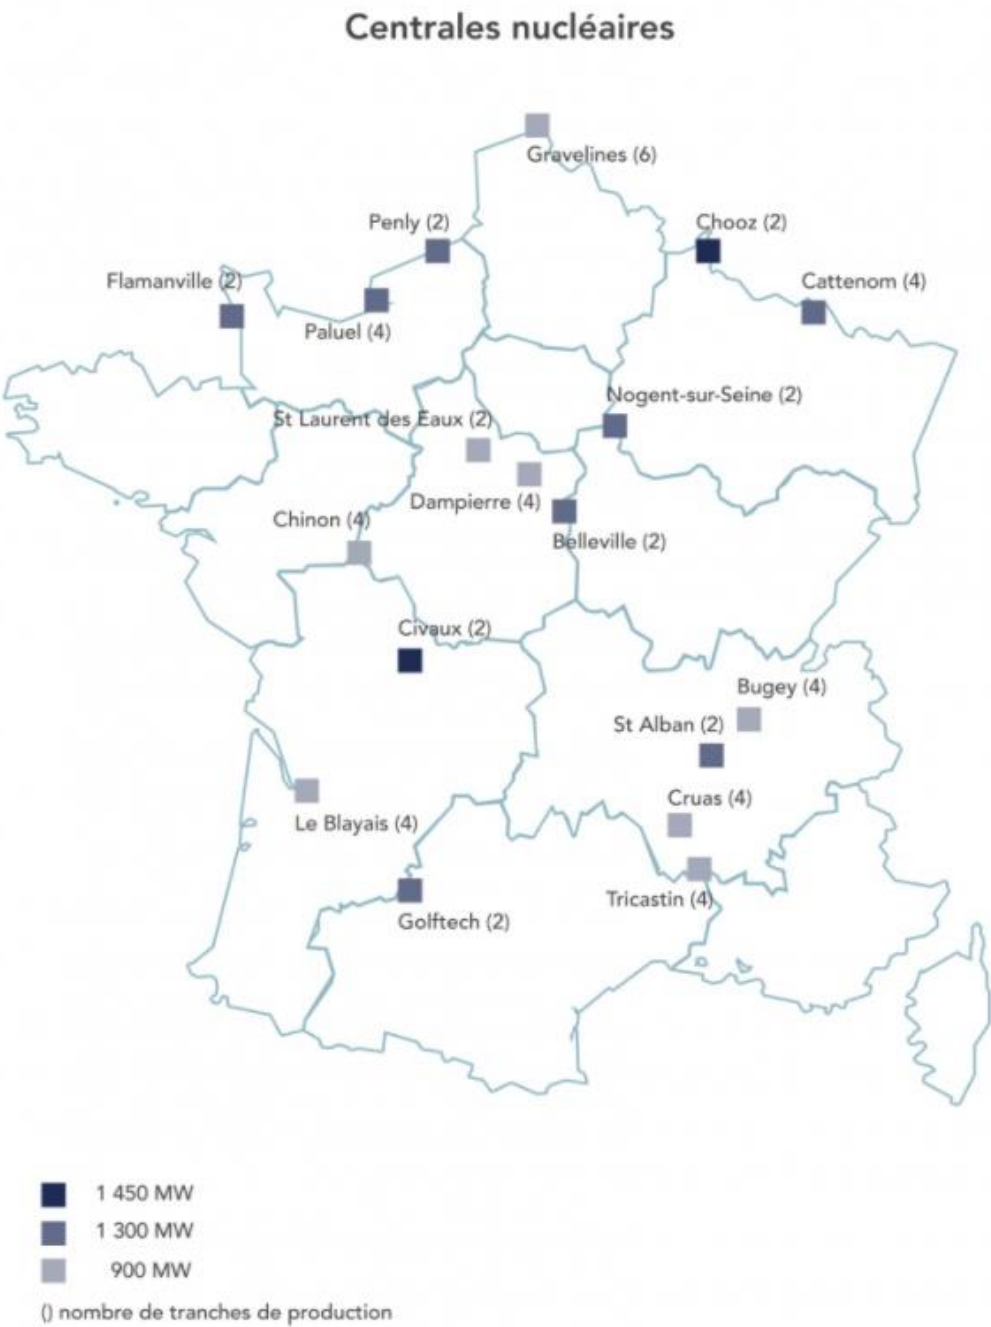 Centrales nucléaires
Gravelines (6)
Penly (2)
Chooz (2)
Flamanville (2)
Cattenom (4)
Paluel (4)
Nogent-sur-Seine (2)
St Laurent des Eaux (2)
Dampierre (4)
Chinon (4)
Belleville (2)
Civaux (2)
Bugey (4)
St Alban (2)
Cruas (4)
Le Blayais (4)
Tricastin (4)
Golftech (2)
1 450 MW
1 300 MW
900 MW
() nombre de tranches de production